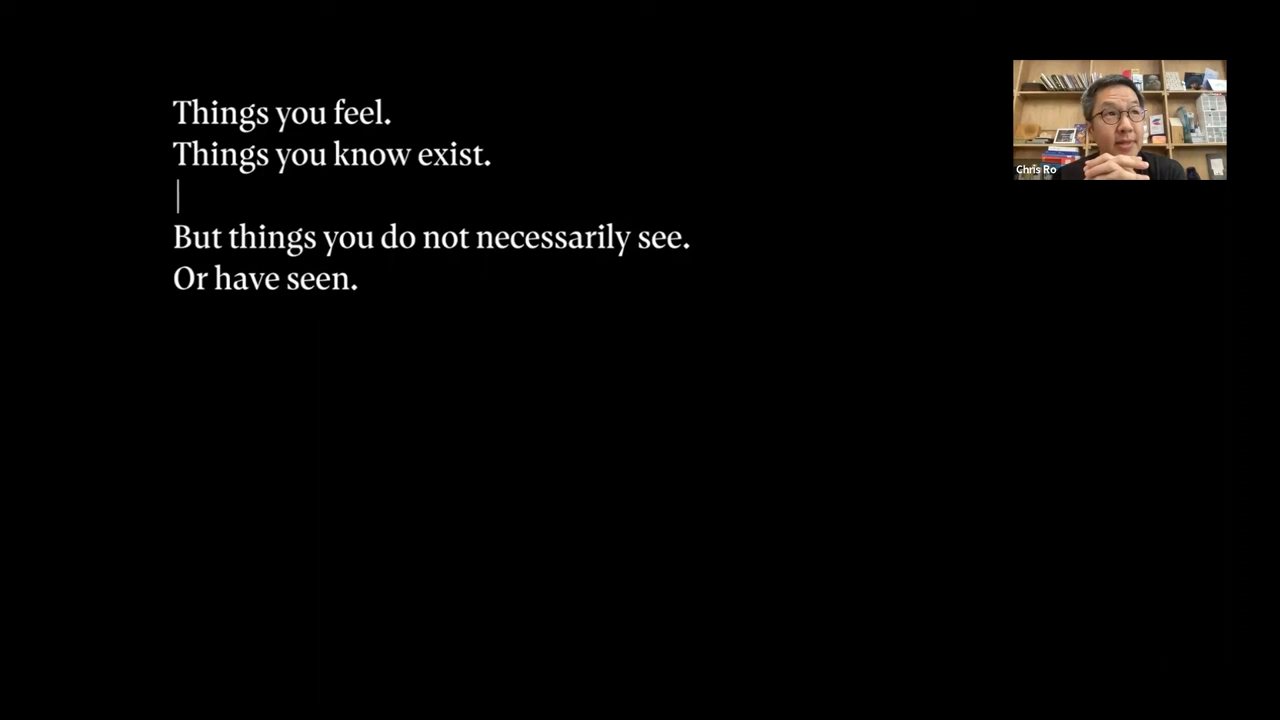 Things you feel.
Things you know exist.
|
But things you do not necessarily see.
Or have seen.
Chris Ro